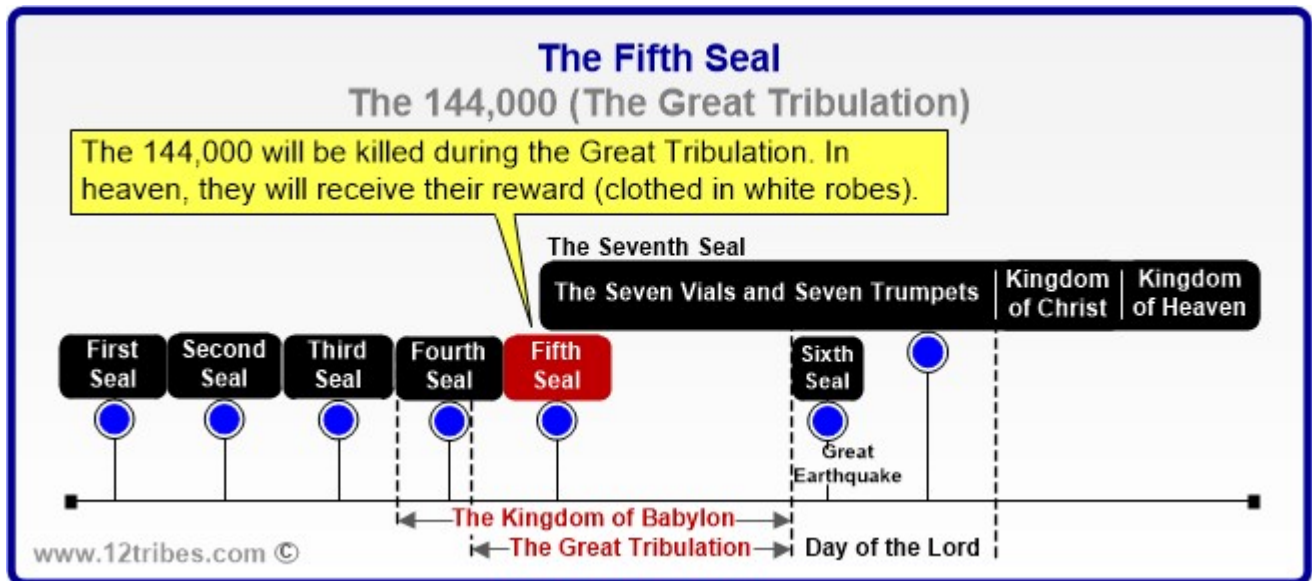 The Fifth Seal
The 144,000 (The Great Tribulation)
The 144,000 will be killed during the Great Tribulation. In
heaven, they will receive their reward (clothed in white robes).
The Seventh Seal
The Seven Vials and Seven Trumpets
Kingdom
of Christ
Kingdom
of Heaven
First
Seal
Second
Seal
Third
Seal
Fourth
Seal
Fifth
Seal
Sixth
Seal
Great
Earthquake
The Kingdom of Babylon
The Great Tribulation
Day of the Lord
www.12tribes.com ©